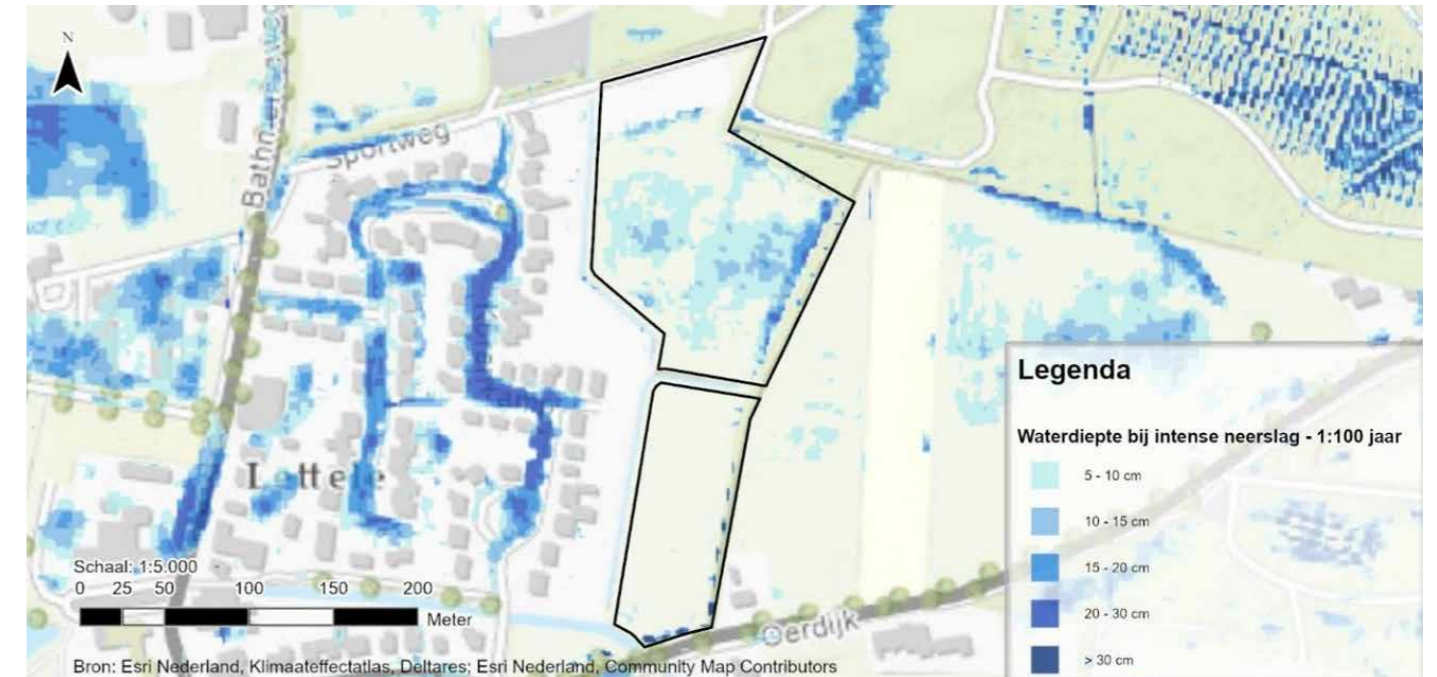 N
Sportweg
Lettele
Oerdijk
Schaal: 1:5.000
0 25 50 100 150 200
Meter
Bron: Esri Nederland, Klimaateffectatlas, Deltares; Esri Nederland, Community Map Contributors
Legenda
Waterdiepte bij intense neerslag - 1:100 jaar
5 - 10 cm
10 - 15 cm
15 - 20 cm
20 - 30 cm
> 30 cm